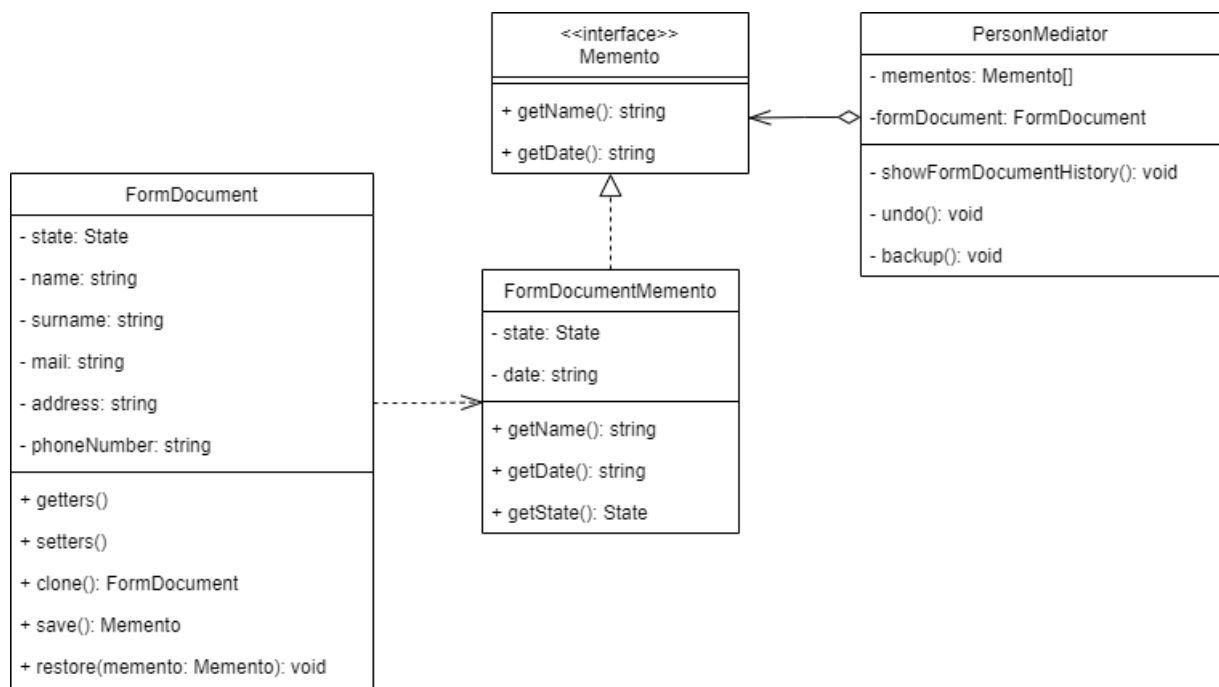 <<interface>>
Memento
+ getName(): string
+ getDate(): string
PersonMediator
- mementos: Memento[]
-formDocument: FormDocument
- showFormDocumentHistory(): void
- undo(): void
- backup(): void
FormDocument
- state: State
- name: string
- surname: string
- mail: string
- address: string
- phoneNumber: string
+ getters()
+ setters()
+ clone(): FormDocument
+ save(): Memento
+ restore(memento: Memento): void
FormDocumentMemento
- state: State
- date: string
+ getName(): string
+ getDate(): string
+ getState(): State